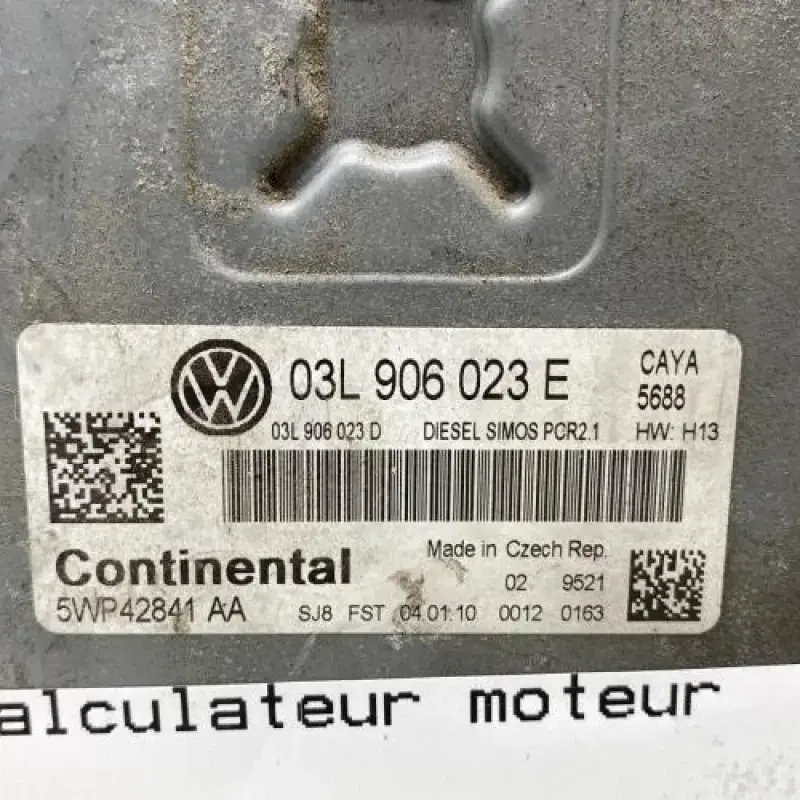 03L 906 023 E
CAYA
5688
03L 906 023 D DIESEL SIMOS PCR2.1 HW: H13
Continental
Made in Czech Rep.
02 9521
5WP42841 AA SJ8 FST 04.01.10 0012 0163
alculateur moteur